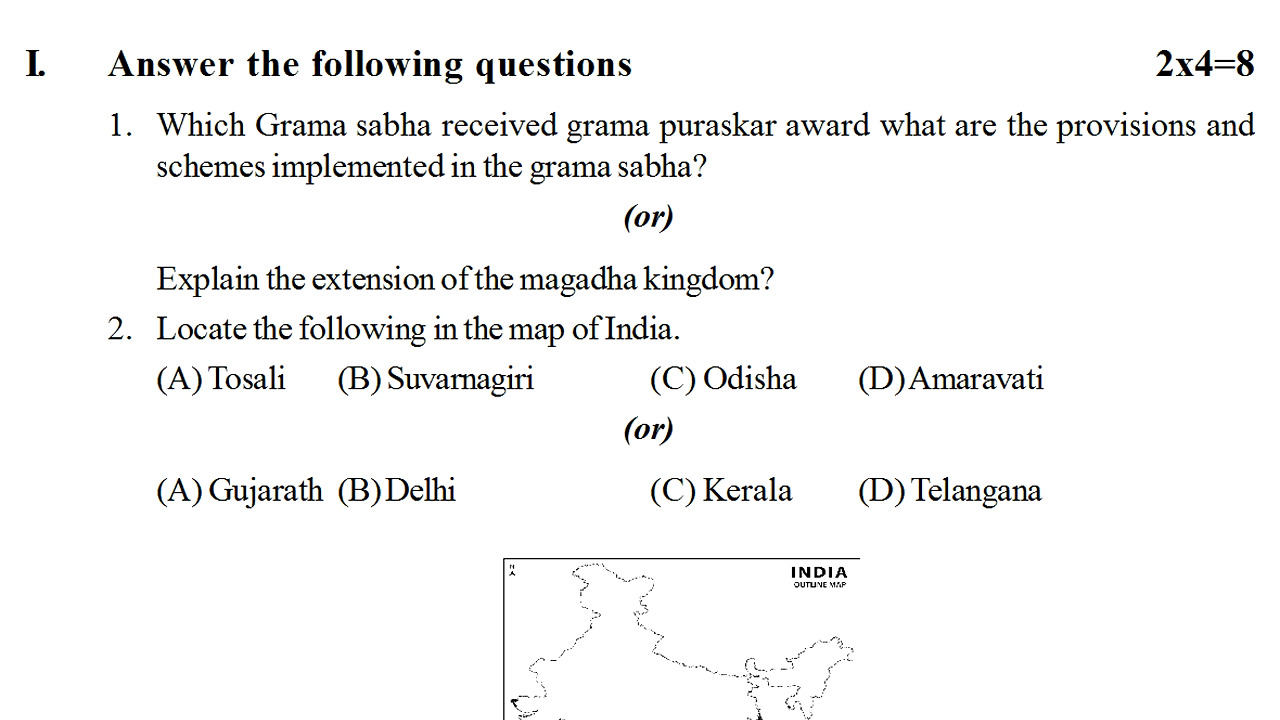 I. Answer the following questions 2x4=8
1. Which Grama sabha received grama puraskar award what are the provisions and
schemes implemented in the grama sabha?
(or)
Explain the extension of the magadha kingdom?
2. Locate the following in the map of India.
(A) Tosali (B) Suvarnagiri (C) Odisha (D) Amaravati
(or)
(A) Gujarath (B) Delhi (C) Kerala (D) Telangana
N
INDIA
OUTLINE MAP